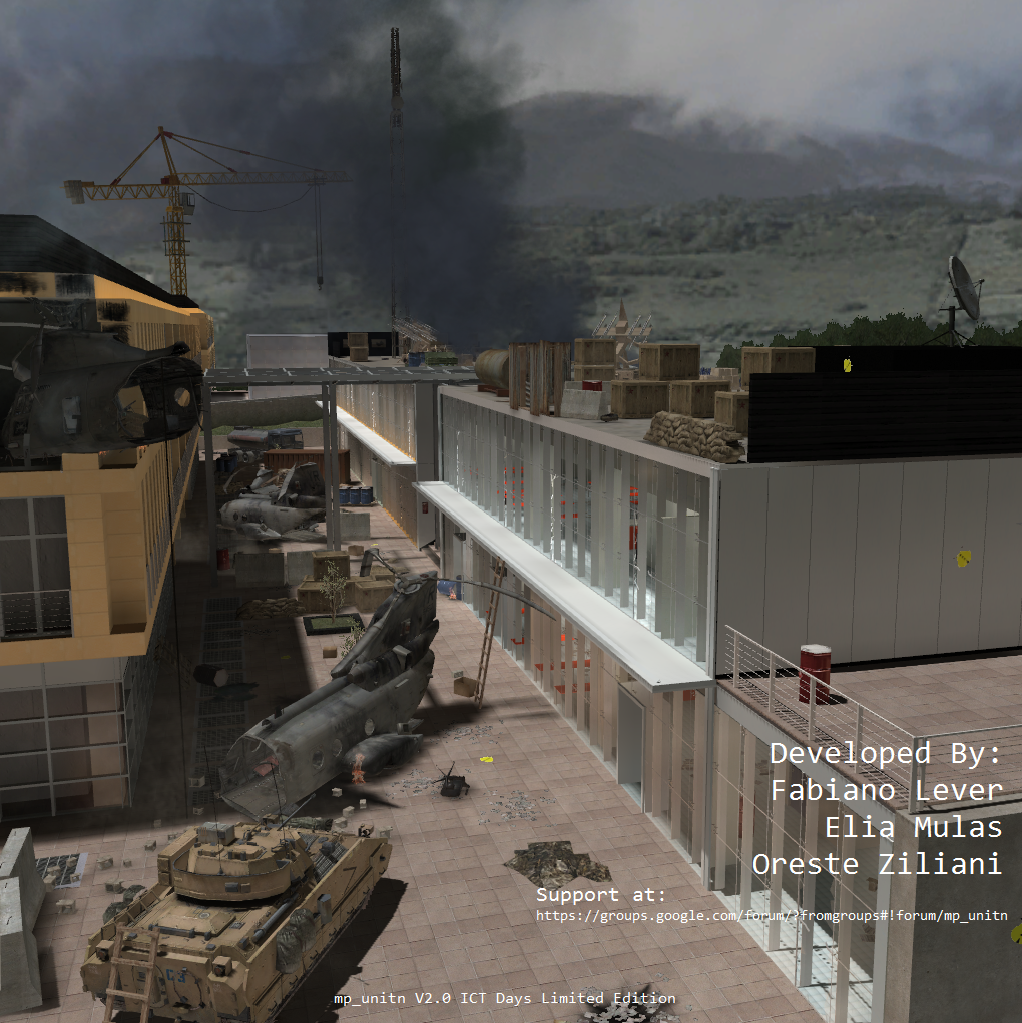 Developed By:
Fabiano Lever
Elia Mulas
Oreste Ziliani
Support at:
https://groups.google.com/forum/?fromgroups#!forum/mp_unitn
mp_unitn V2.0 ICT Days Limited Edition